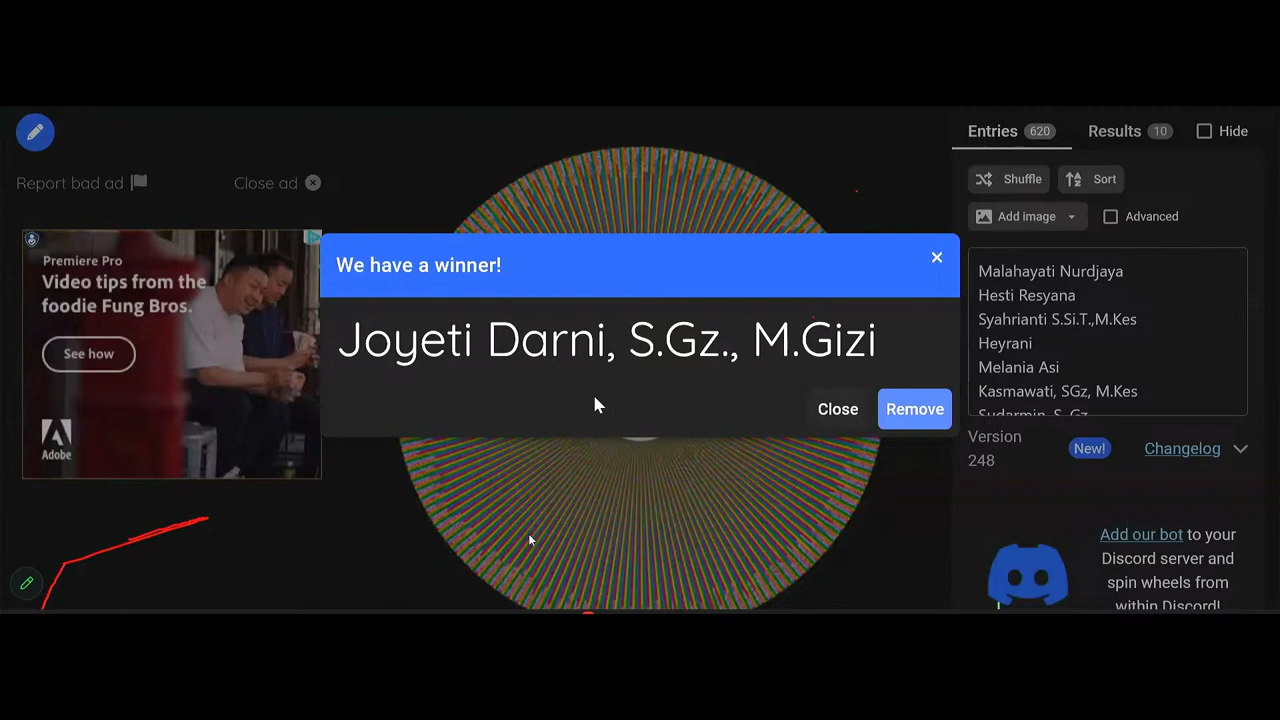 Entries 620
Results 10
Hide
Report bad ad
Close ad
Shuffle
Sort
Add image
Advanced
Premiere Pro
Video tips from the
foodie Fung Bros.
See how
Adobe
We have a winner!
Joyeti Darni, S.Gz., M.Gizi
Close
Remove
Malahayati Nurdjaya
Hesti Resyana
Syahrianti S.Si.T.,M.Kes
Heyrani
Melania Asi
Kasmawati, SGz, M.Kes
Sudarmin, S. Gz
Version
248
New!
Changelog
Add our bot to your
Discord server and
spin wheels from
within Discord!